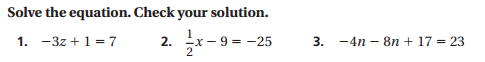 Solve the equation. Check your solution.
1. −3z + 1 = 7 2. 1/2 x − 9 = −25 3. −4n − 8n + 17 = 23